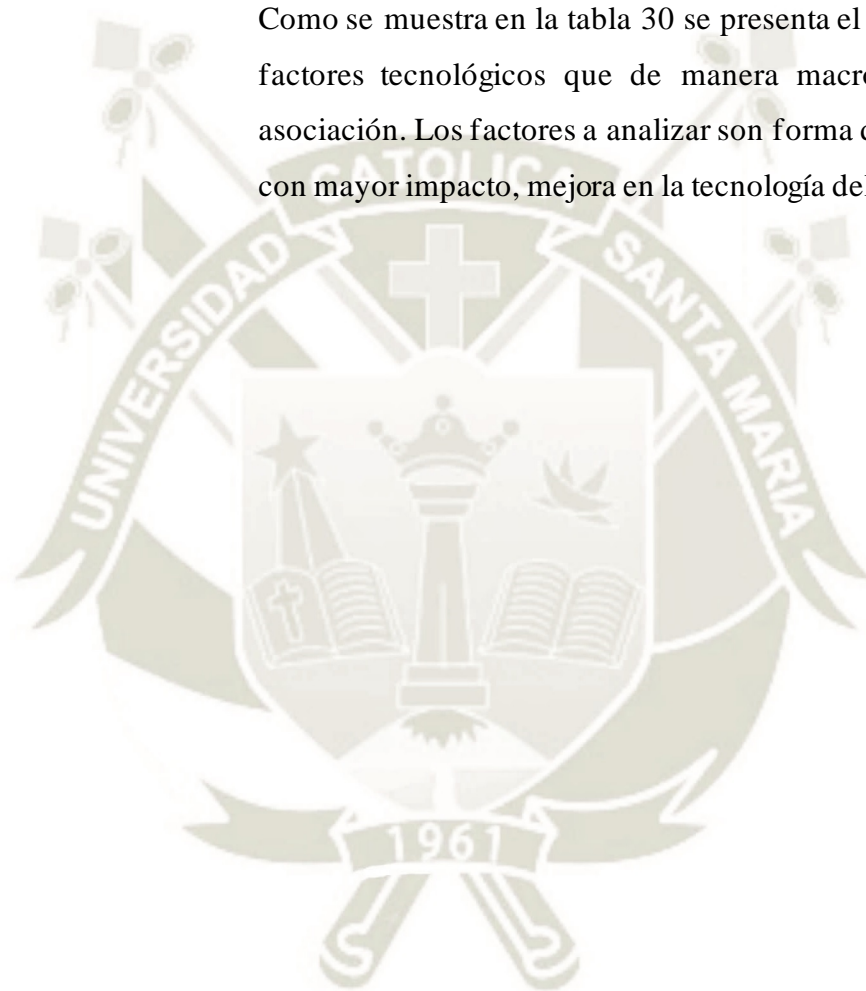 Como se muestra en la tabla 30 se presenta el
factores tecnológicos que de manera macro
asociación. Los factores a analizar son forma
con mayor impacto, mejora en la tecnología del
CATOLICA
UNIVERSIDAD
SANTA MARIA
1961